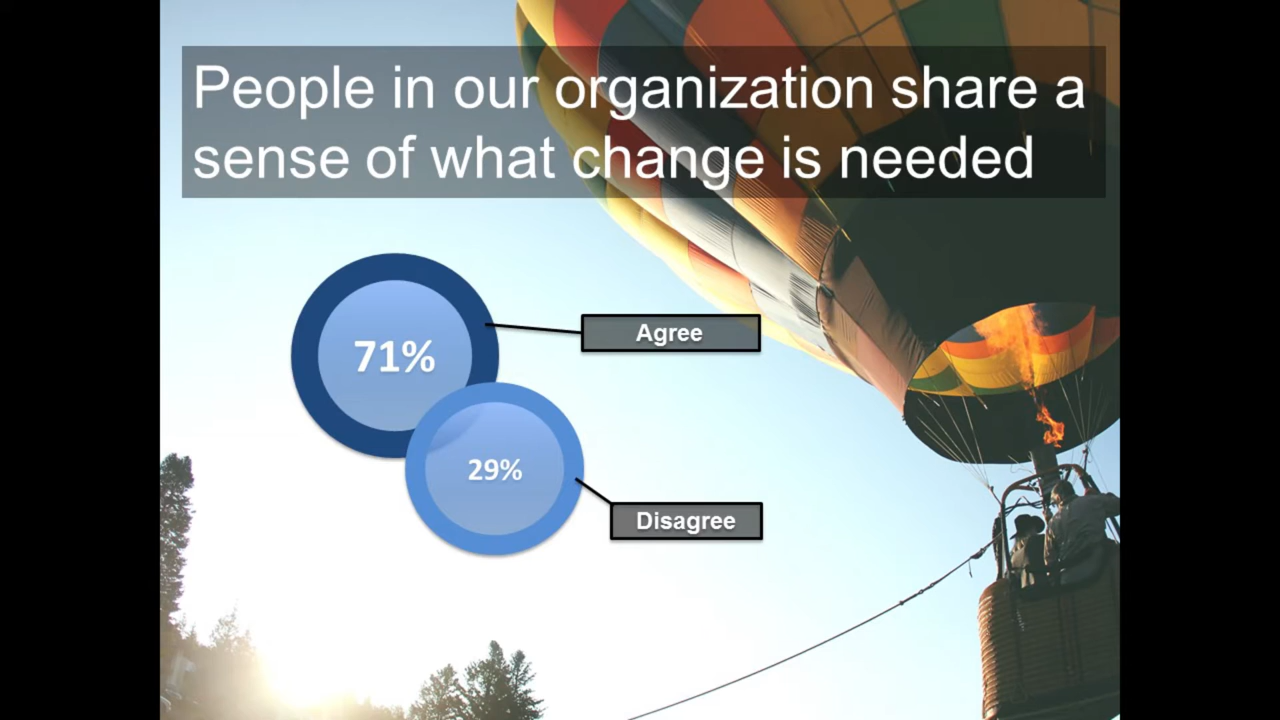 People in our organization share a
sense of what change is needed
71%
Agree
29%
Disagree